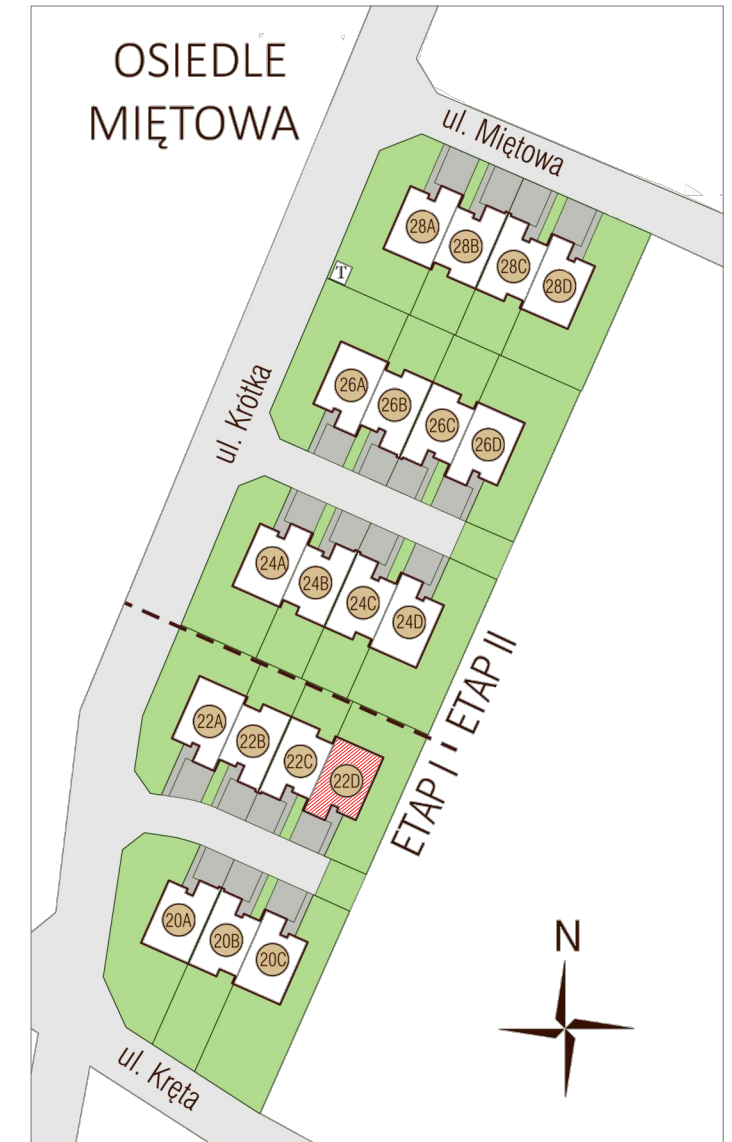 OSIEDLE
MIĘTOWA
ul. Miętowa
28A
28B
28C
28D
T
ul. Krótka
26A
26B
26C
26D
24A
24B
24C
24D
ETAP II
22A
22B
22C
22D
ETAP I
20A
20B
20C
N
ul. Kręta